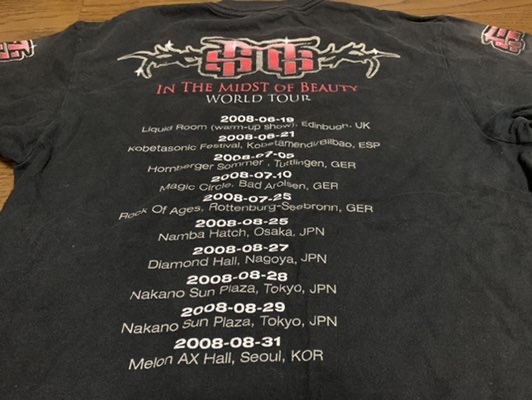 MSG
IN THE MIDST OF BEAUTY
WORLD TOUR
2008-06-19
Liquid Room (warm-up show), Edinbugh, UK
2008-06-21
Kobetasonic Festival, Kobetamendi/Bilbao, ESP
2008-07-05
Hornberger Sommer, Tuttlingen, GER
2008-07.10
Magic Circle, Bad Arolsen, GER
2008-07-25
Rock Of Ages, Rottenburg-Seebronn, GER
2008-08-25
Namba Hatch, Osaka, JPN
2008-08-27
Diamond Hall, Nagoya, JPN
2008-08-28
Nakano Sun Plaza, Tokyo, JPN
2008-08-29
Nakano Sun Plaza, Tokyo, JPN
2008-08-31
Melon AX Hall, Seoul, KOR